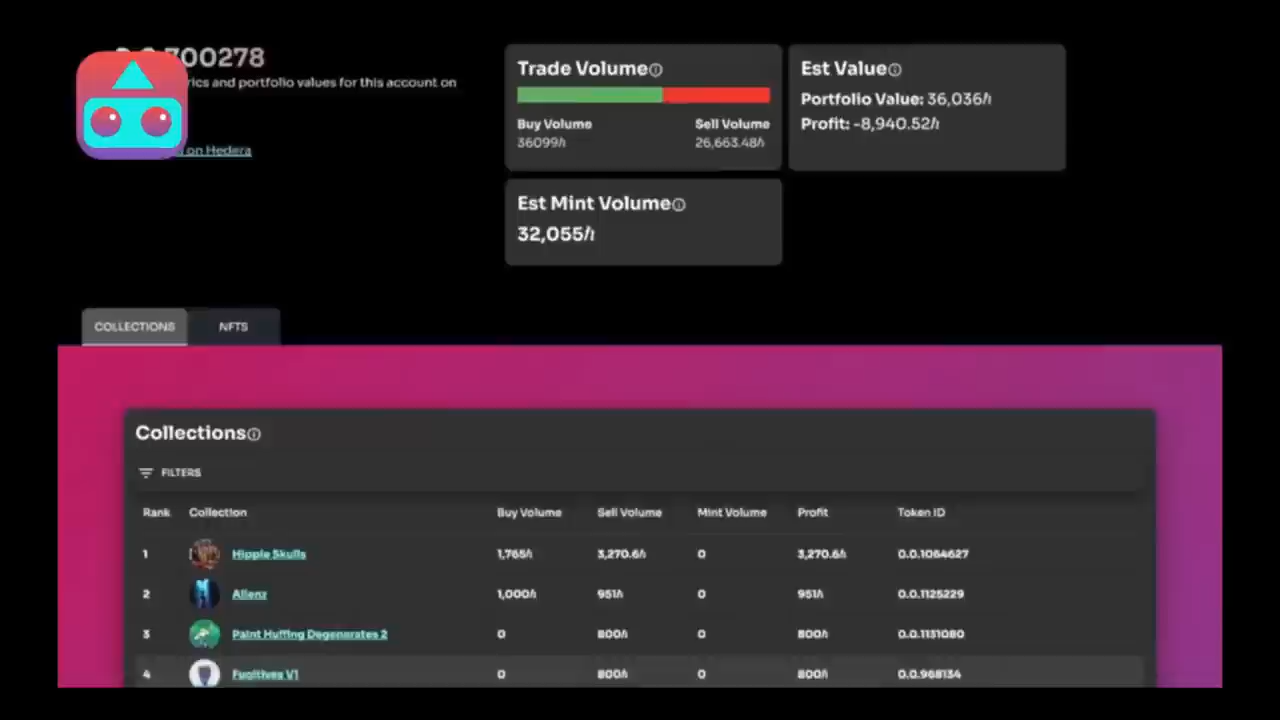 700278
rics and portfolio values for this account on
on Hedera
Trade Volume
Buy Volume Sell Volume
36099ℏ 26,663.48ℏ
Est Value
Portfolio Value: 36,036ℏ
Profit: -8,940.52ℏ
Est Mint Volume
32,055ℏ
COLLECTIONS NFTS
Collections
FILTERS
Rank Collection Buy Volume Sell Volume Mint Volume Profit Token ID
1 Hippie Skulls 1,765ℏ 3,270.6ℏ 0 3,270.6ℏ 0.0.1064627
2 Alienz 1,000ℏ 951ℏ 0 951ℏ 0.0.1125229
3 Paint Huffing Degenerates 2 0 800ℏ 0 800ℏ 0.0.1131080
4 Fugitives V1 0 800ℏ 0 800ℏ 0.0.968134